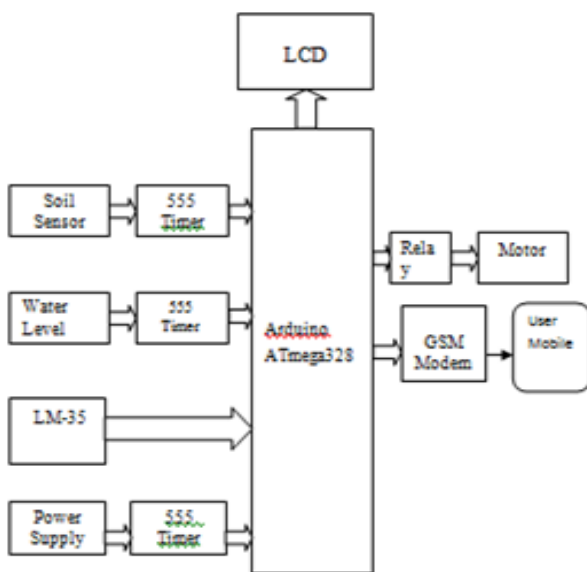 LCD
Soil
Sensor
555
Timer
Rela
y
Motor
Water
Level
555
Timer
Arduino
ATmega328
GSM
Modem
User
Mobile
LM-35
Power
Supply
555
Timer